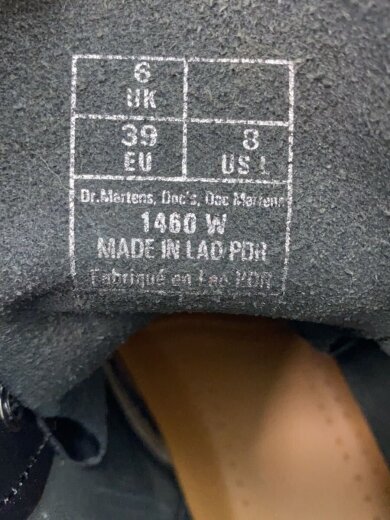 6
UK
39 8
EU US L
Dr.Martens, Doc's, Doc Martens
1460 W
MADE IN LAO PDR
Fabriqué en Lao PDR